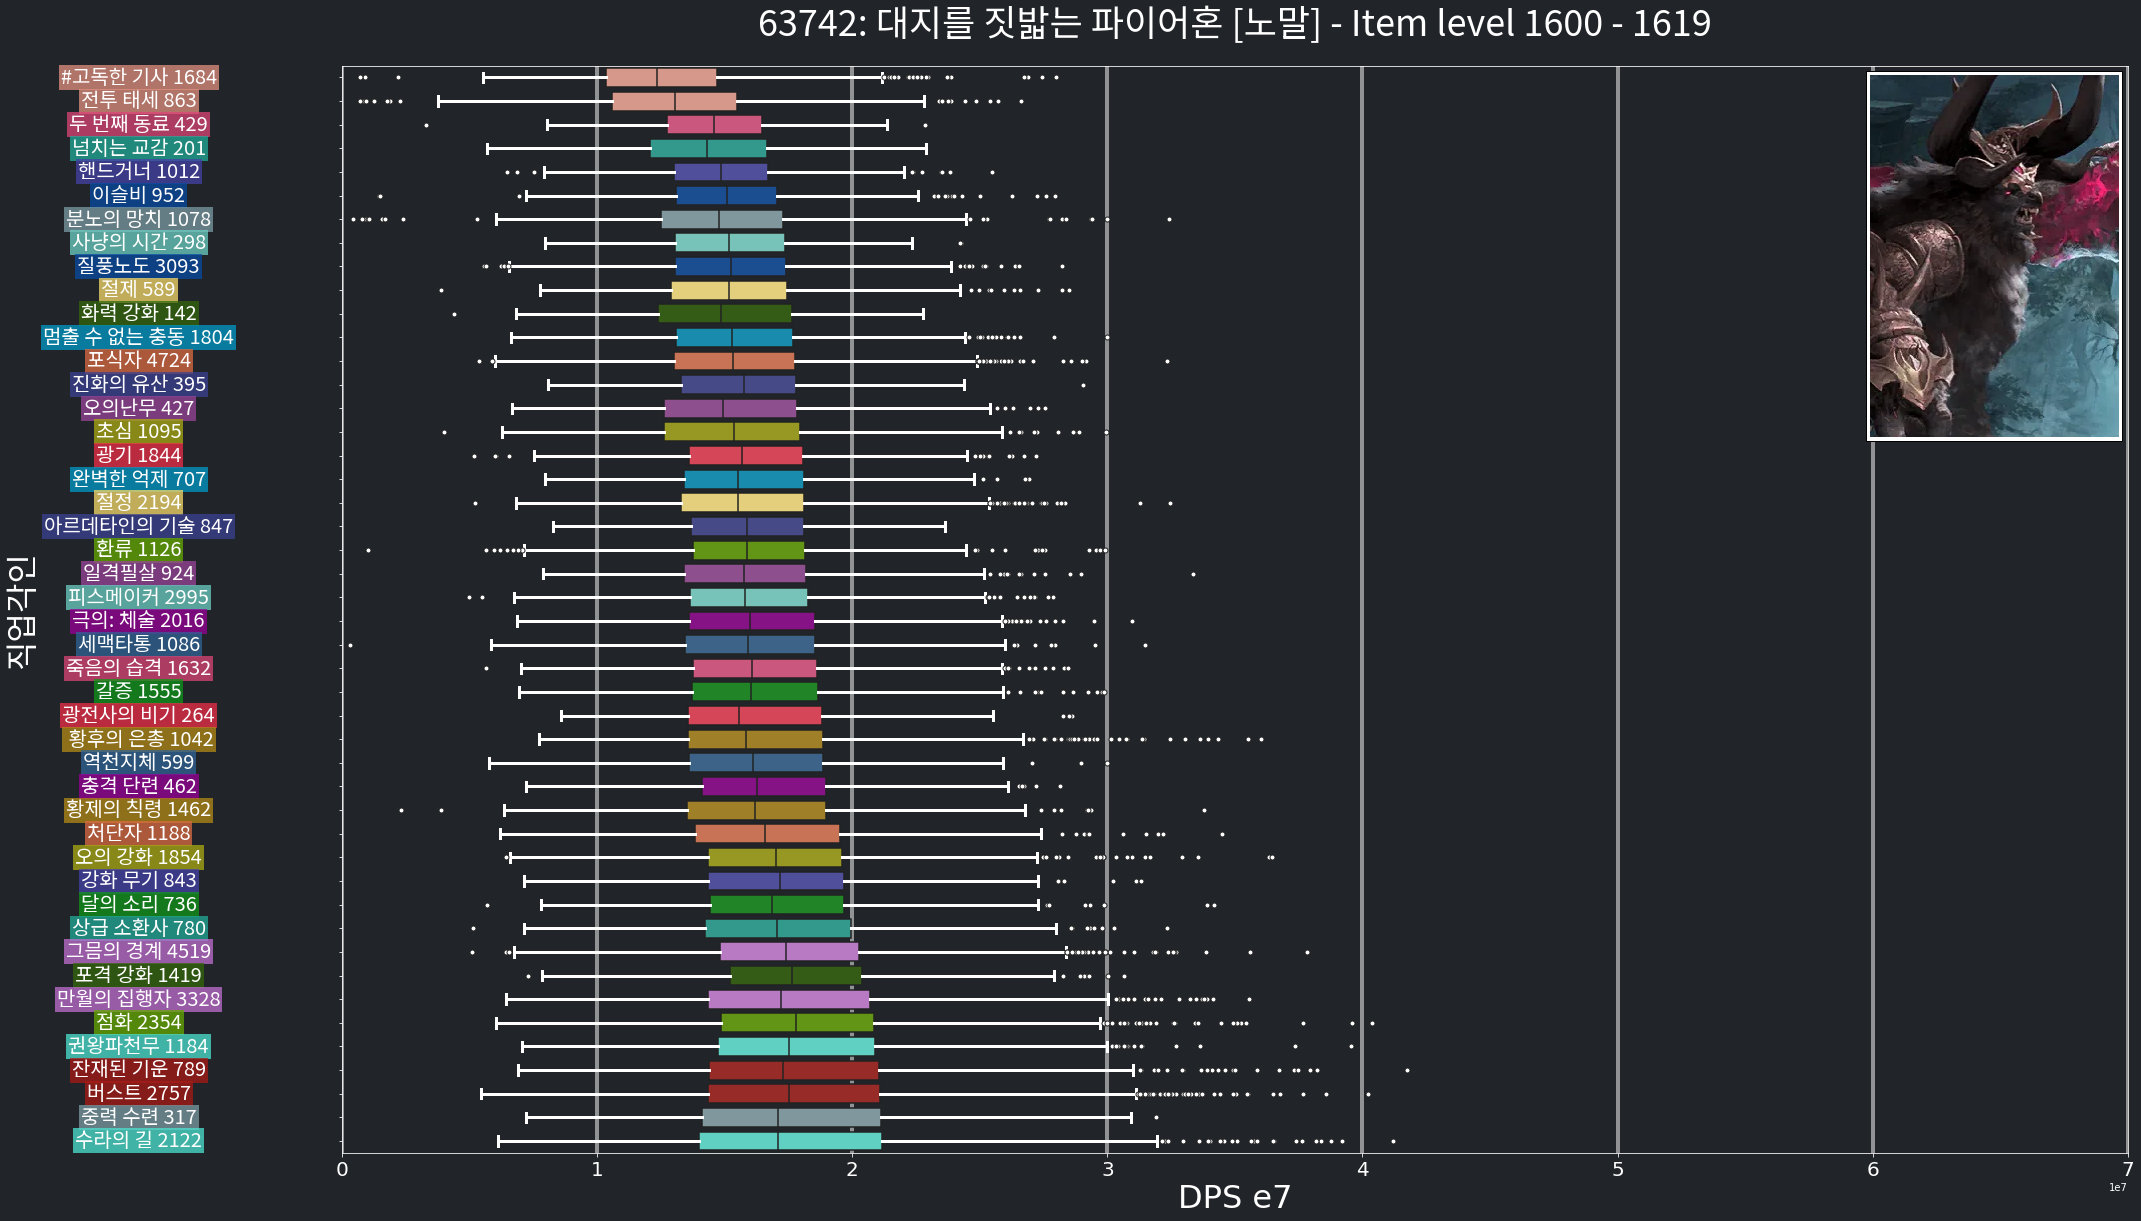 63742: 대지를 짓밟는 파이어혼 [노말] - Item level 1600 - 1619
#고독한 기사 1684
전투 태세 863
두 번째 동료 429
넘치는 교감 201
핸드거너 1012
이슬비 952
분노의 망치 1078
사냥의 시간 298
질풍노도 3093
절제 589
화력 강화 142
멈출 수 없는 충동 1804
포식자 4724
진화의 유산 395
오의난무 427
초심 1095
광기 1844
완벽한 억제 707
절정 2194
아르데타인의 기술 847
환류 1126
일격필살 924
피스메이커 2995
극의: 체술 2016
세맥타통 1086
죽음의 습격 1632
갈증 1555
광전사의 비기 264
황후의 은총 1042
역천지체 599
충격 단련 462
황제의 칙령 1462
처단자 1188
오의 강화 1854
강화 무기 843
달의 소리 736
상급 소환사 780
그믐의 경계 4519
포격 강화 1419
만월의 집행자 3328
점화 2354
권왕파천무 1184
잔재된 기운 789
버스트 2757
중력 수련 317
수라의 길 2122
직업각인
0 1 2 3 4 5 6 7
1e7
DPS e7